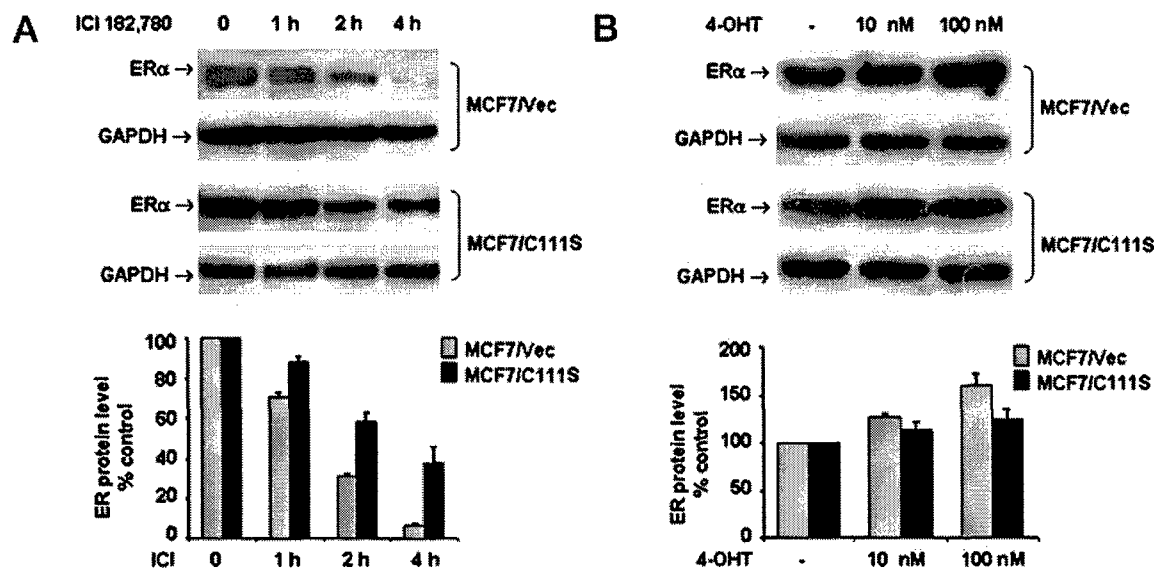 A
ICI 182,780 0 1 h 2 h 4 h
ERα →
GAPDH →
MCF7/Vec
ERα →
GAPDH →
MCF7/C111S
100
80
60
40
20
0
ER protein level
% control
MCF7/Vec
MCF7/C111S
ICI 0 1 h 2 h 4 h
B
4-OHT - 10 nM 100 nM
ERα →
GAPDH →
MCF7/Vec
ERα →
GAPDH →
MCF7/C111S
200
150
100
50
0
ER protein level
% control
MCF7/Vec
MCF7/C111S
4-OHT - 10 nM 100 nM